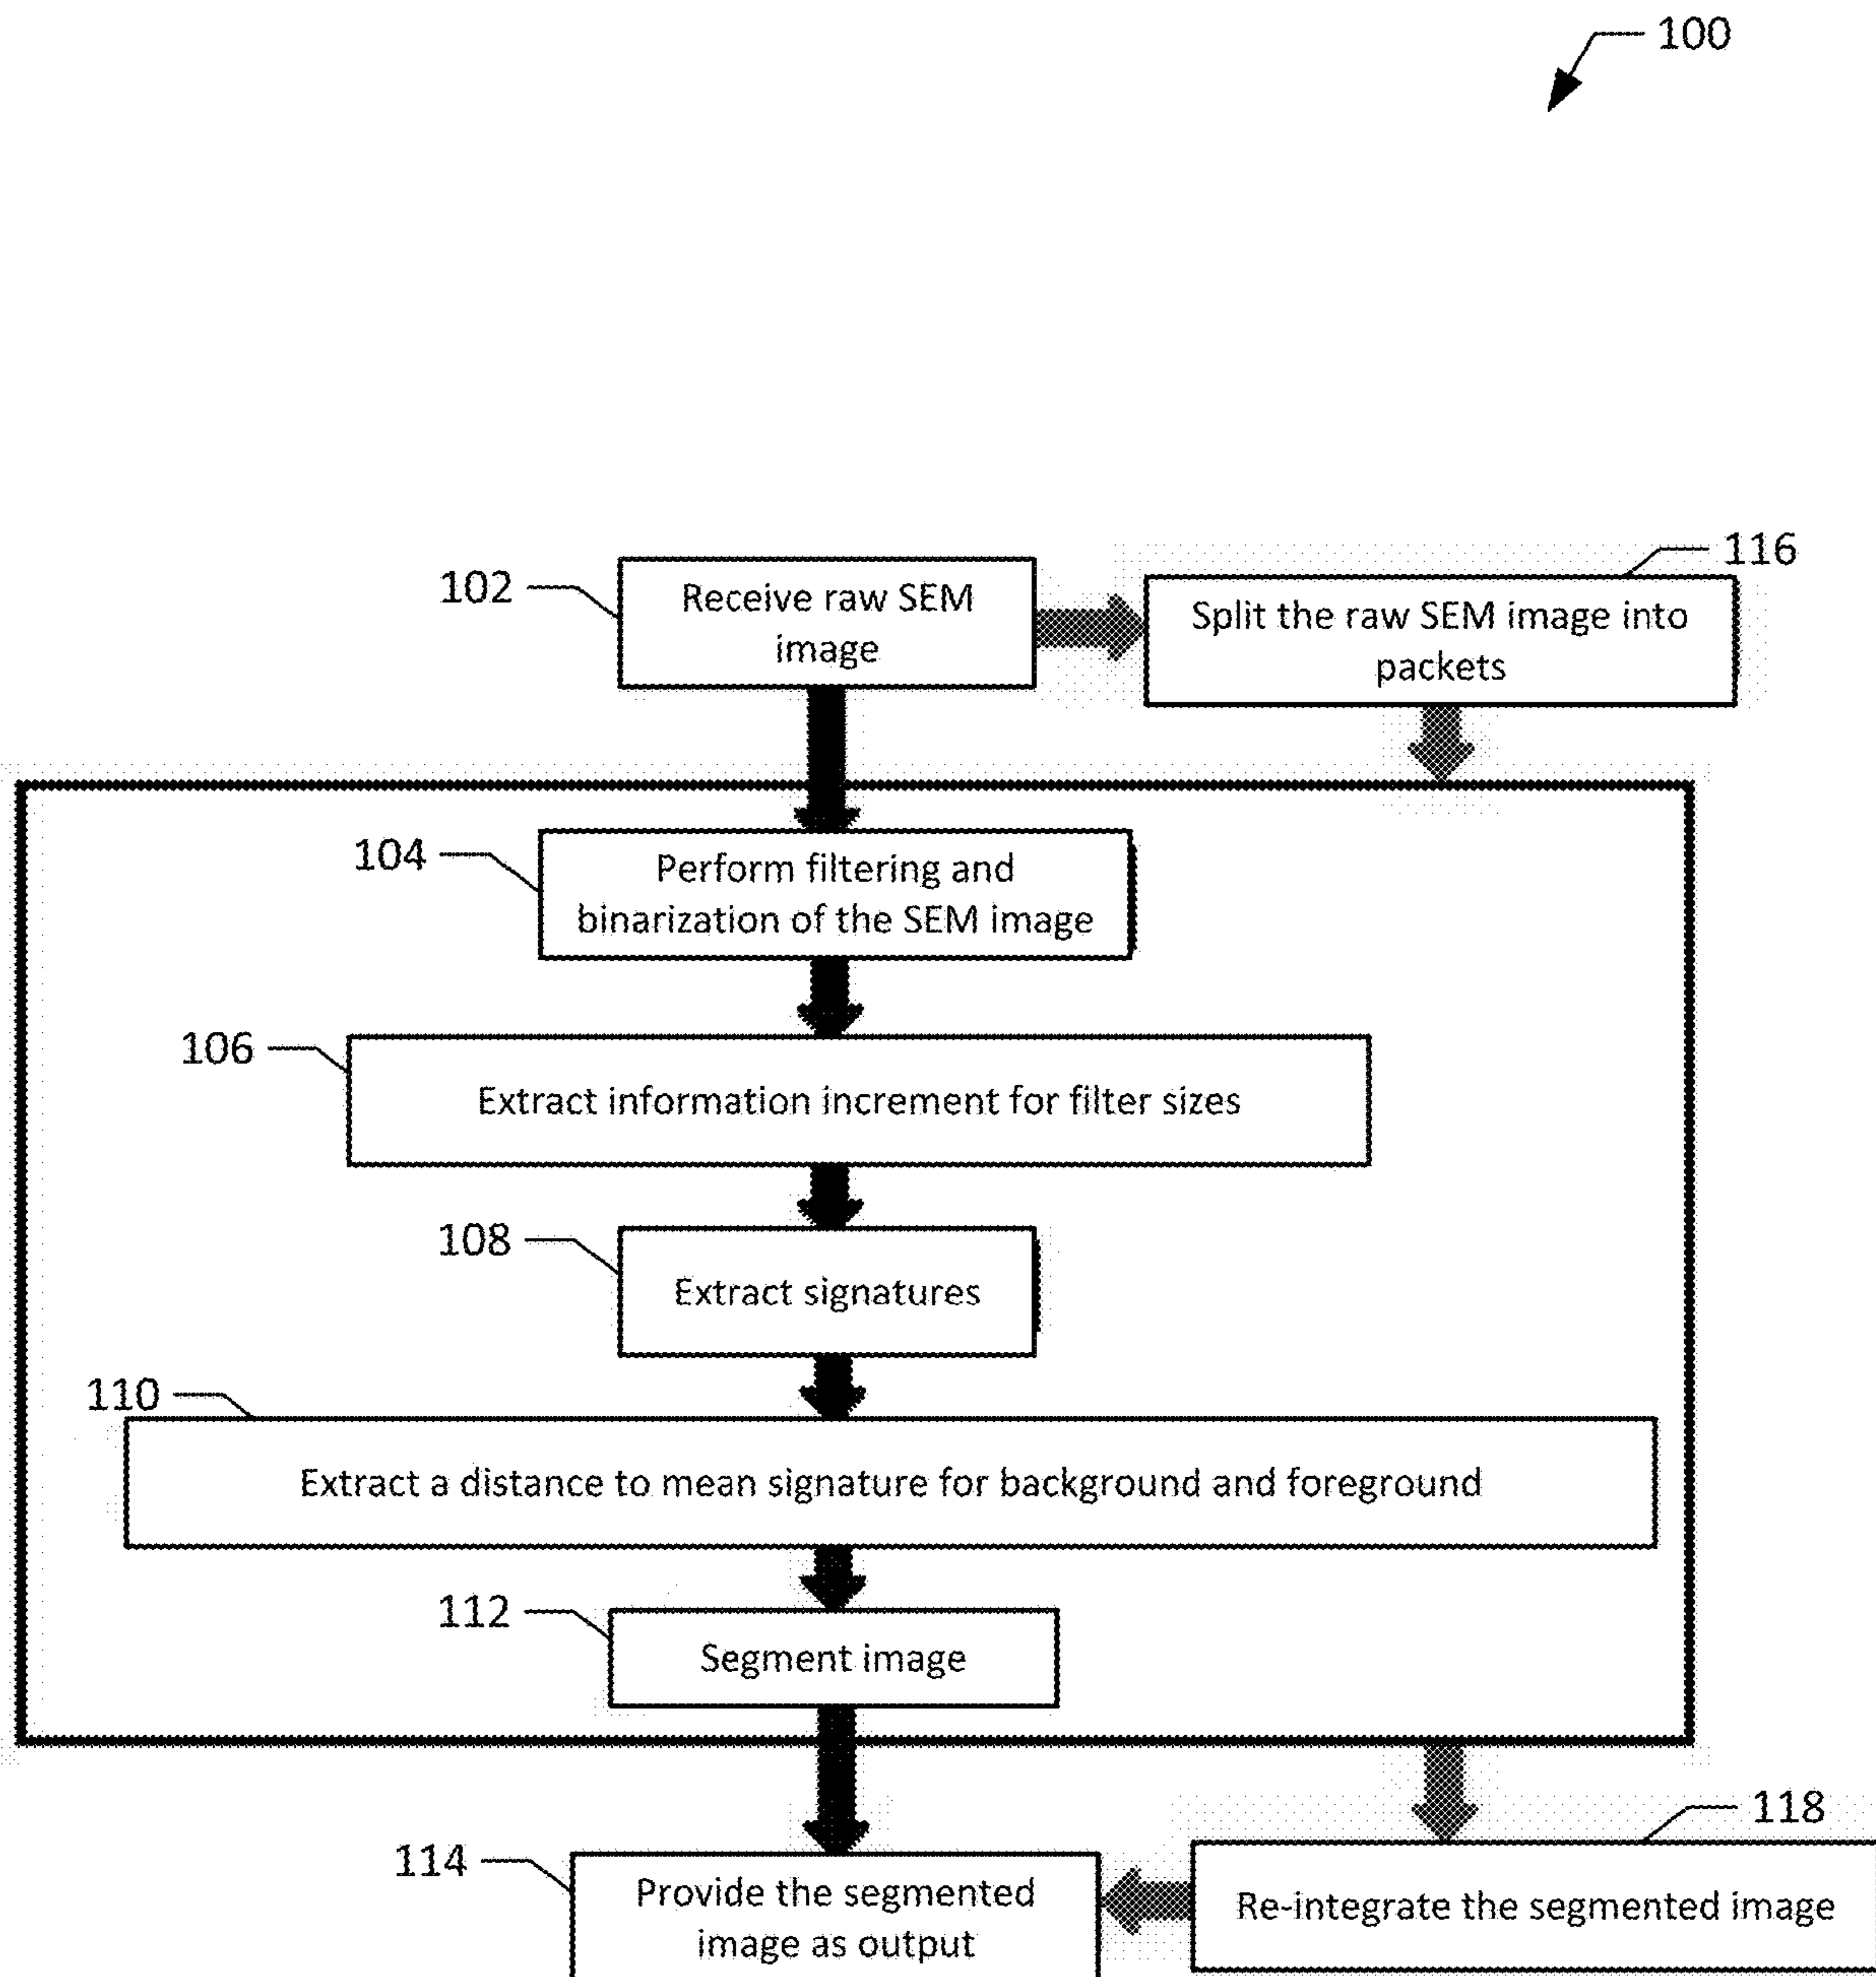 100
102
Receive raw SEM
image
116
Split the raw SEM image into
packets
104
Perform filtering and
binarization of the SEM image
106
Extract information increment for filter sizes
108
Extract signatures
110
Extract a distance to mean signature for background and foreground
112
Segment image
114
Provide the segmented
image as output
118
Re-integrate the segmented image